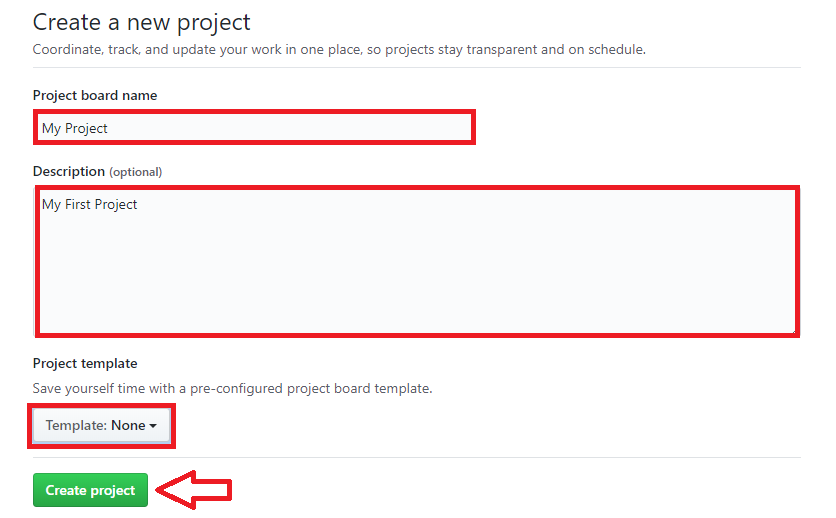 Create a new project
Coordinate, track, and update your work in one place, so projects stay transparent and on schedule.
Project board name
My Project
Description (optional)
My First Project
Project template
Save yourself time with a pre-configured project board template.
Template: None
Create project